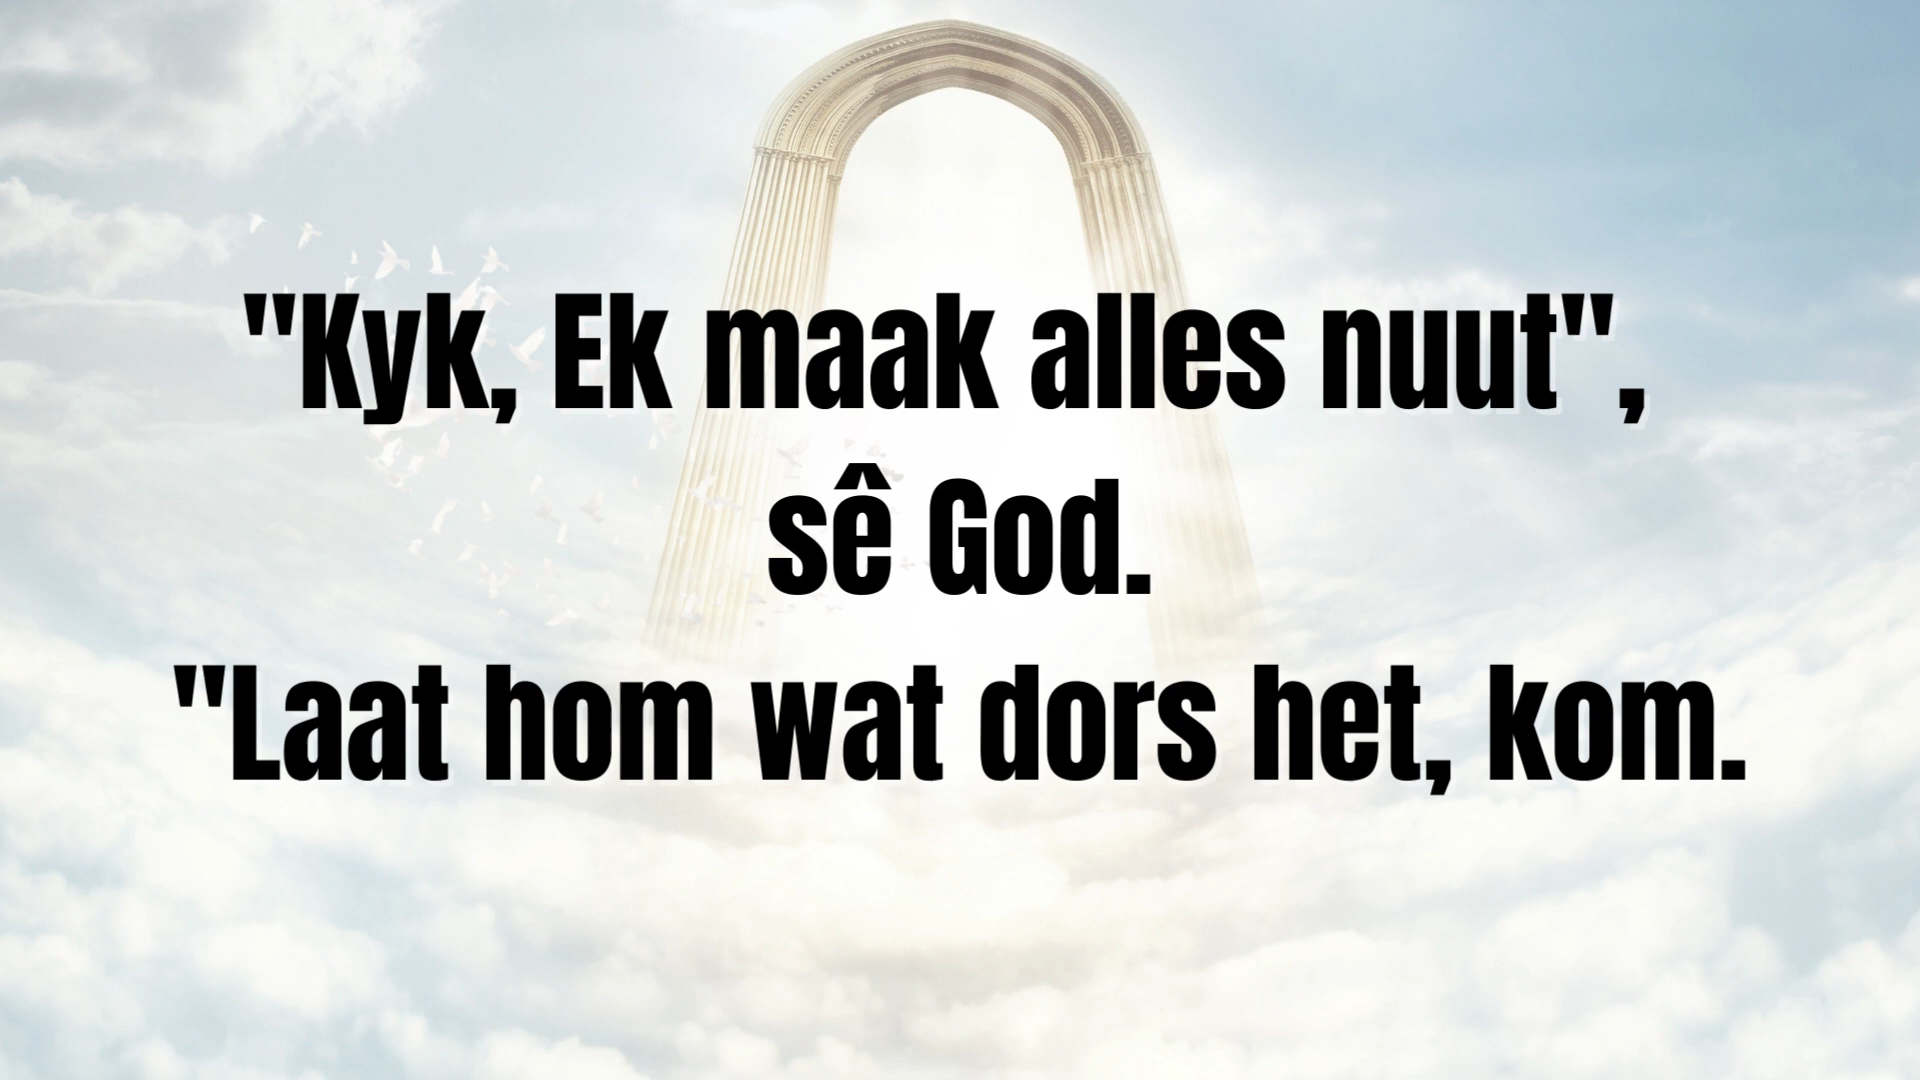 "Kyk, Ek maak alles nuut",
sê God.
"Laat hom wat dors het, kom.